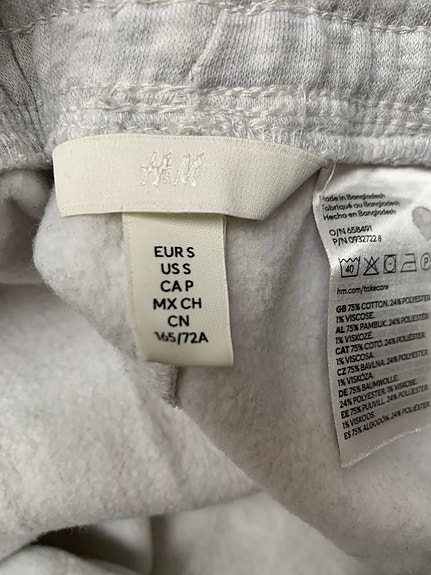 H&M
EUR S
US S
CA P
MX CH
CN
165/72A
Made in Bangladesh
Fabriqué au Bangladesh
Hecho en Bangladesh
O/N 658491
P/N 0932722 8
40
P
hm.com/takecare
GB 75% COTTON. 24% POLYESTER.
1% VISCOSE.
AL 75% PAMBUK. 24% POLIESTËR
1% VISKOZË.
CAT 75% COTÓ. 24% POLIÈSTER
1% VISCOSA.
CZ 75% BAVLNA. 24% POLYESTER
1% VISKÓZA.
DE 75% BAUMWOLLE.
24% POLYESTER. 1% VISKOSE.
EE 75% PUUVILL. 24% POLÜESTER
1% VISKOOS.
ES 75% ALGODÓN. 24% POLIÉSTER